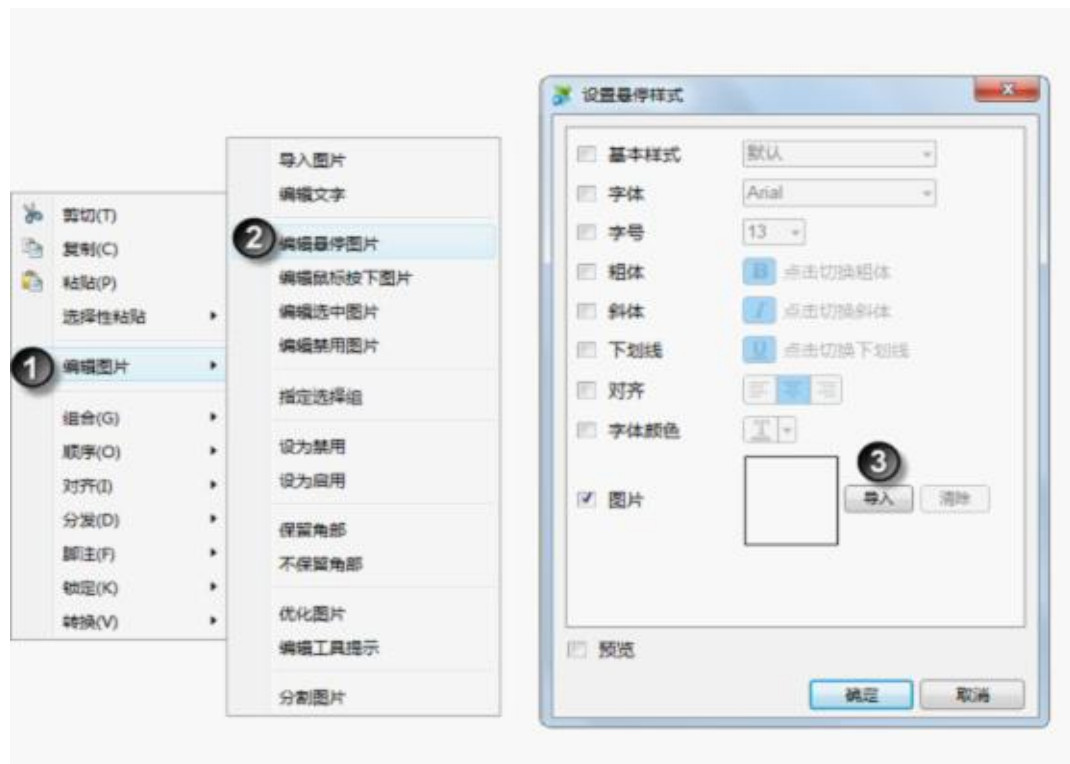 剪切(T)
复制(C)
粘贴(P)
选择性粘贴
1
编辑图片
组合(G)
顺序(O)
对齐(I)
分发(D)
脚注(F)
锁定(K)
转换(V)
导入图片
编辑文字
2
编辑悬停图片
编辑鼠标按下图片
编辑选中图片
编辑禁用图片
指定选择组
设为禁用
设为启用
保留角部
不保留角部
优化图片
编辑工具提示
分割图片
设置悬停样式
基本样式 默认
字体 Arial
字号 13
粗体 B 点击切换粗体
斜体 I 点击切换斜体
下划线 U 点击切换下划线
对齐
字体颜色 T
3
图片 导入 清除
预览
确定 取消